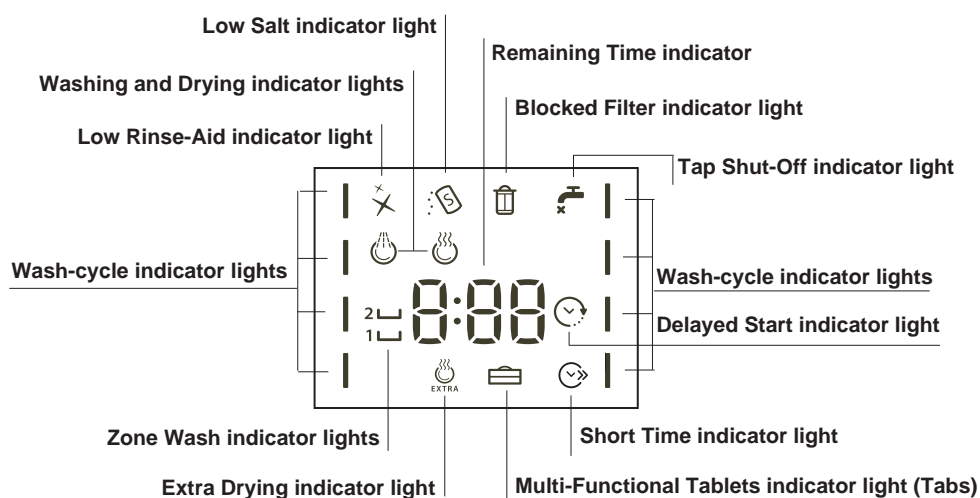 Low Salt indicator light
Remaining Time indicator
Washing and Drying indicator lights
Blocked Filter indicator light
Low Rinse-Aid indicator light
Tap Shut-Off indicator light
S
Wash-cycle indicator lights
Wash-cycle indicator lights
8:88
2
1
Delayed Start indicator light
EXTRA
Zone Wash indicator lights
Short Time indicator light
Extra Drying indicator light
Multi-Functional Tablets indicator light (Tabs)